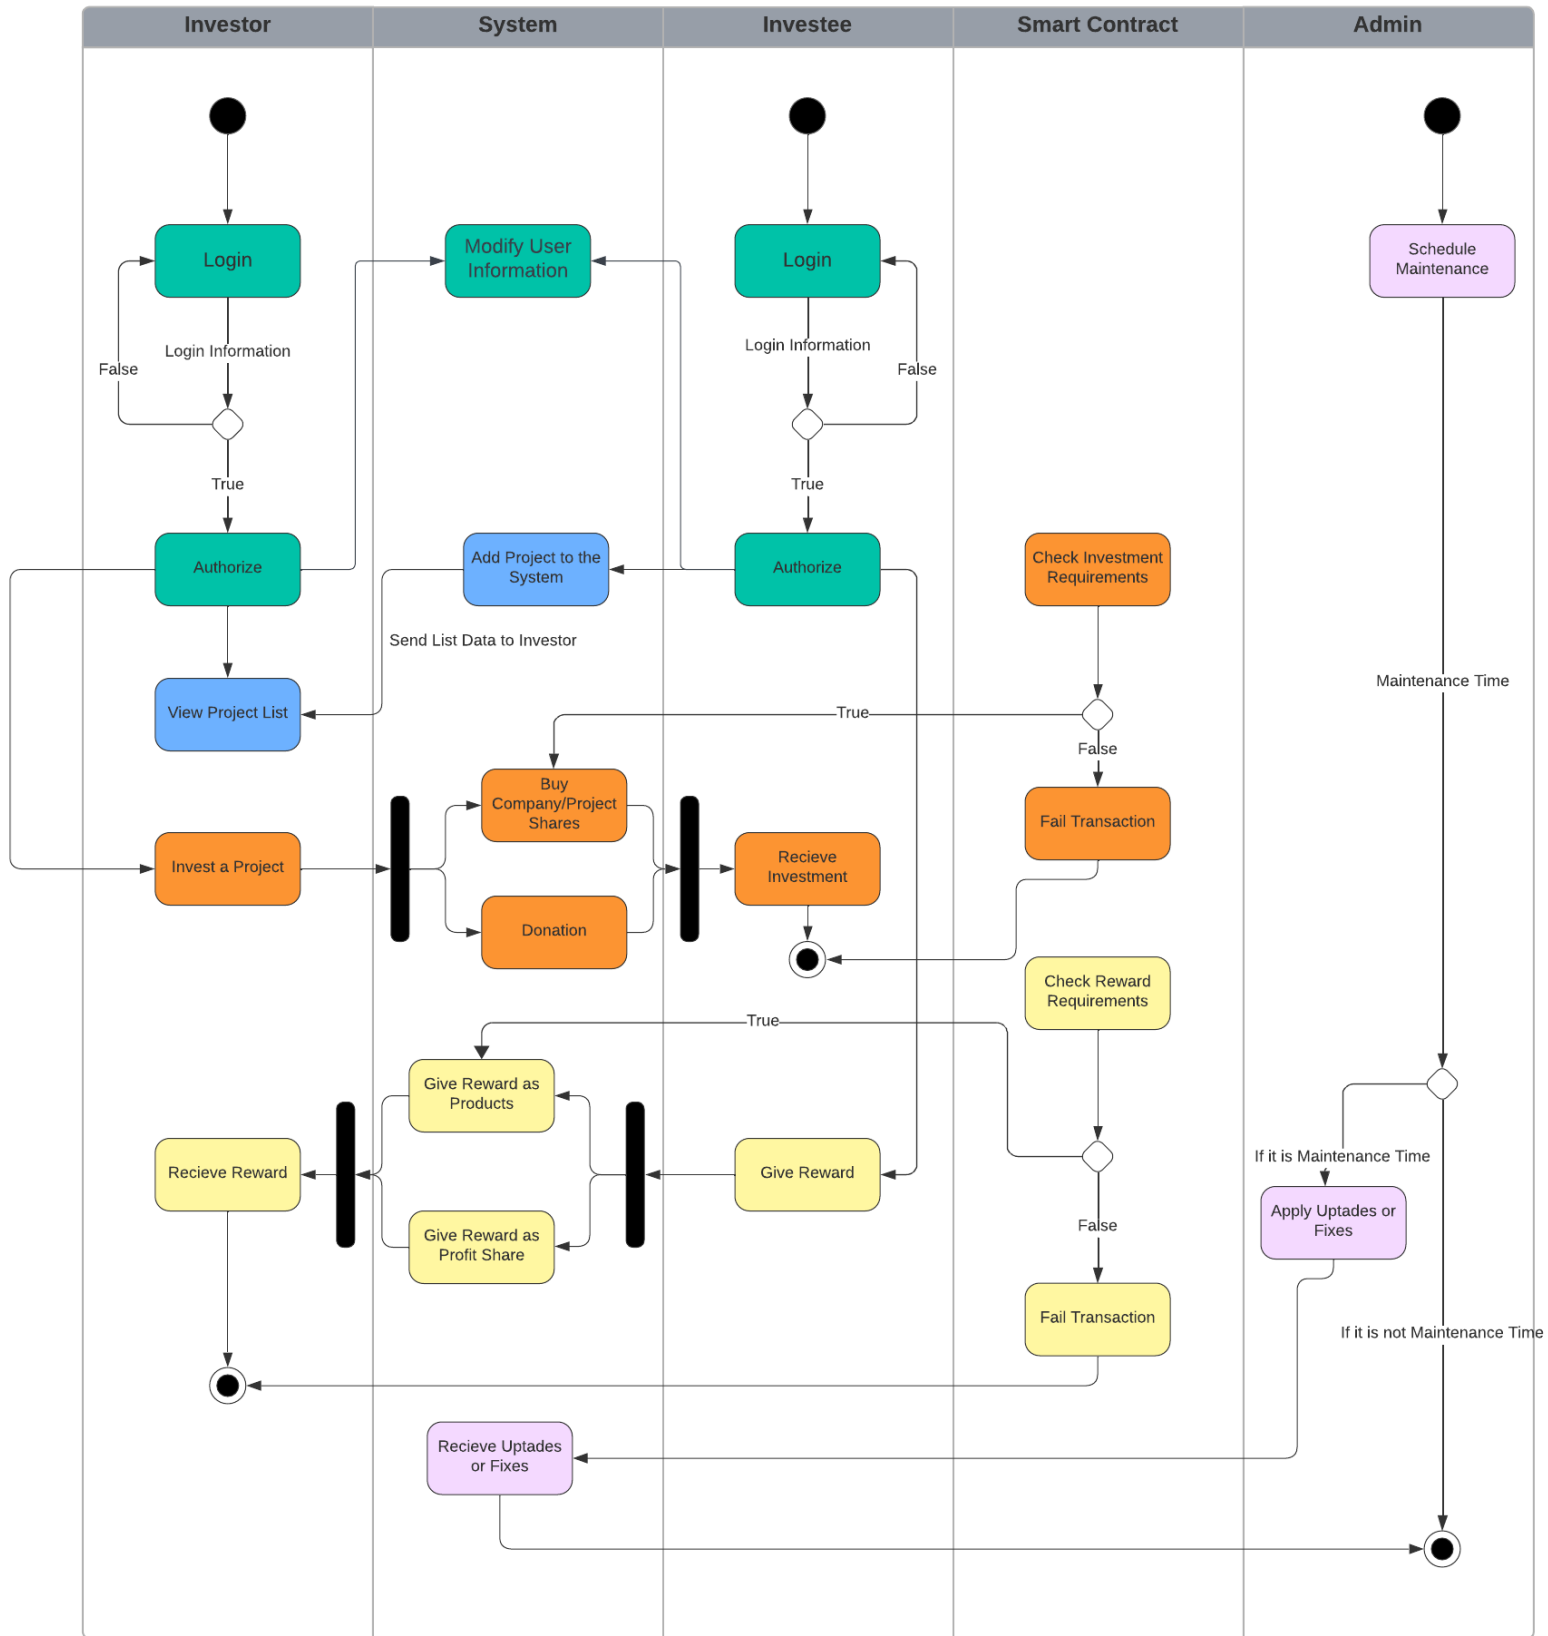 Investor
System
Investee
Smart Contract
Admin
Login
Modify User
Information
Login
Schedule
Maintenance
Login Information
Login Information
False
False
True
True
Authorize
Add Project to the
System
Authorize
Check Investment
Requirements
Send List Data to Investor
Maintenance Time
View Project List
True
False
Buy
Company/Project
Shares
Fail Transaction
Invest a Project
Recieve
Investment
Donation
Check Reward
Requirements
True
Give Reward as
Products
If it is Maintenance Time
Recieve Reward
Give Reward
Apply Uptades or
Fixes
False
Give Reward as
Profit Share
Fail Transaction
If it is not Maintenance Time
Recieve Uptades
or Fixes